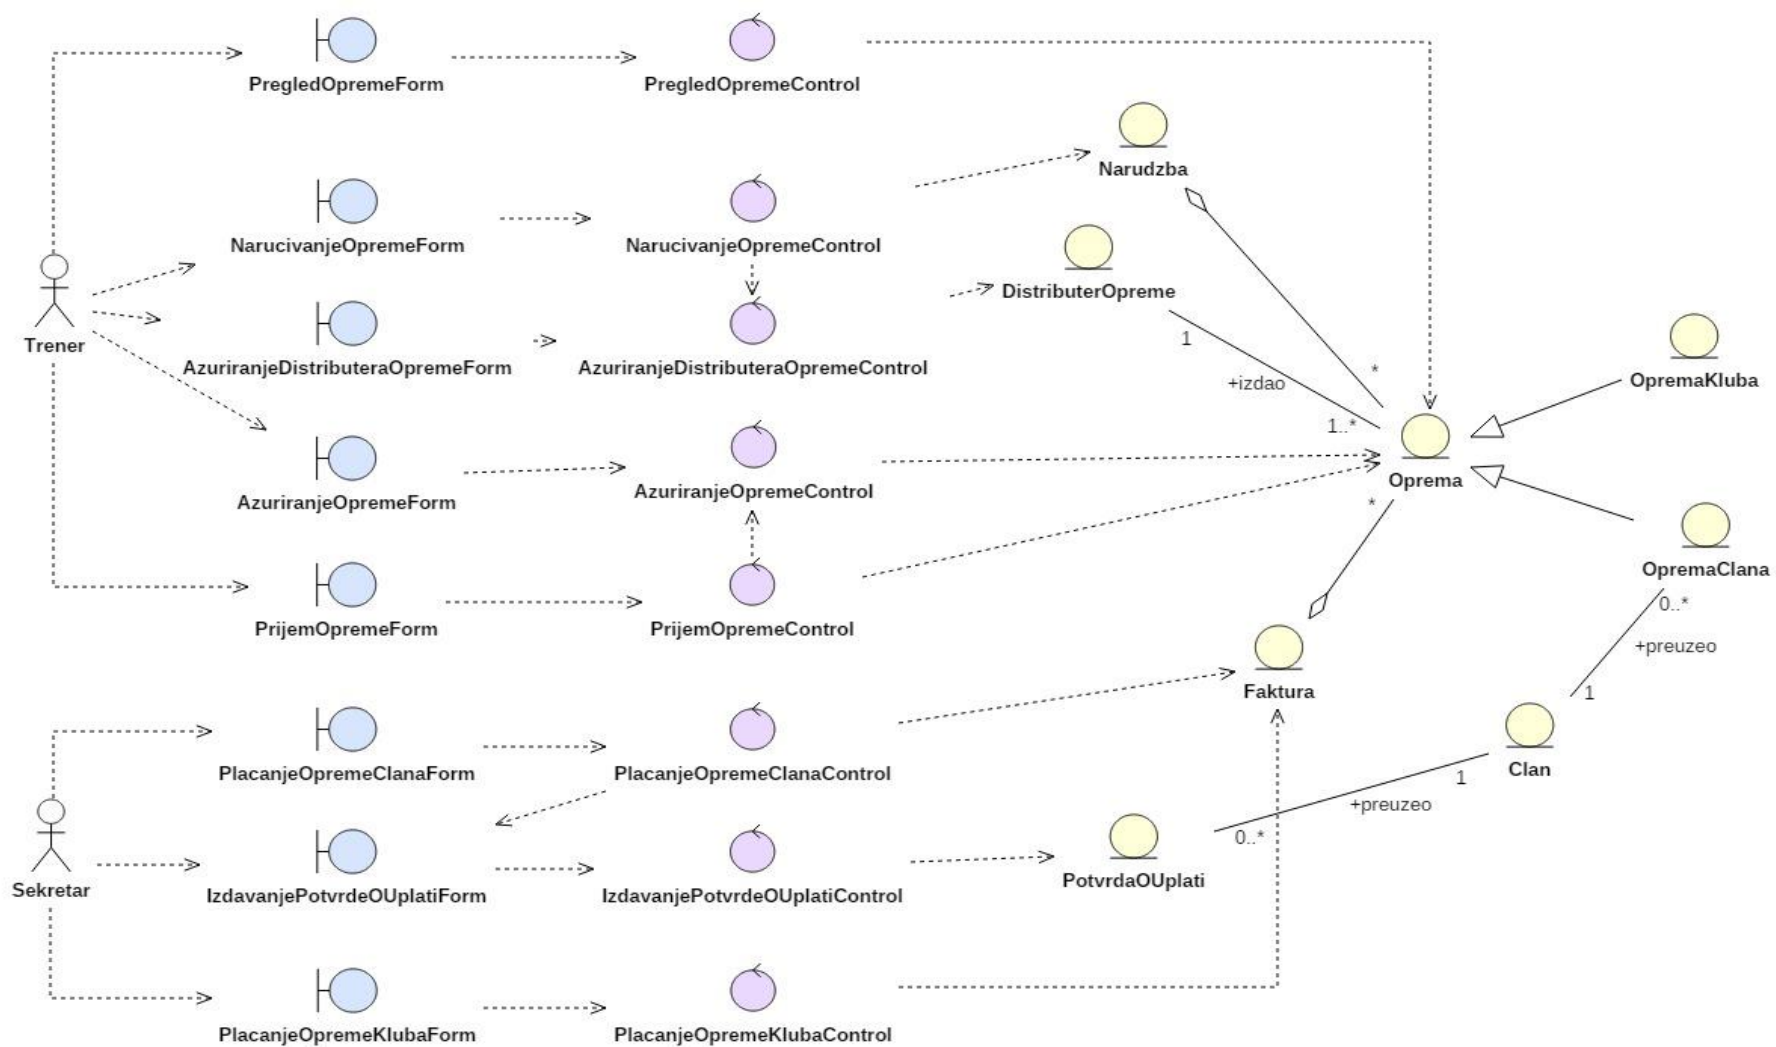 PregledOpremeForm
PregledOpremeControl
Narudzba
NarucivanjeOpremeForm
NarucivanjeOpremeControl
DistributerOpreme
Trener
1
AzuriranjeDistributeraOpremeForm
AzuriranjeDistributeraOpremeControl
*
+izdao
OpremaKluba
1..*
Oprema
AzuriranjeOpremeForm
AzuriranjeOpremeControl
*
OpremaClana
0..*
PrijemOpremeForm
PrijemOpremeControl
+preuzeo
Faktura
1
PlacanjeOpremeClanaForm
PlacanjeOpremeClanaControl
Clan
1
+preuzeo
0..*
Sekretar
IzdavanjePotvrdeOUplatiForm
IzdavanjePotvrdeOUplatiControl
PotvrdaOUplati
PlacanjeOpremeKlubaForm
PlacanjeOpremeKlubaControl